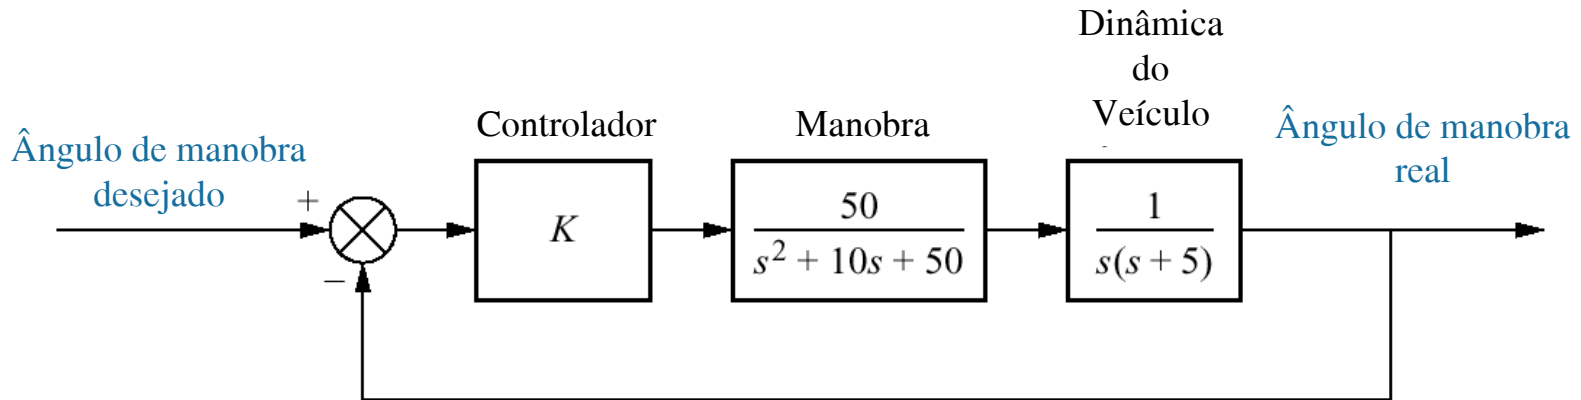 Dinâmica
do
Veículo
Controlador
Manobra
Ângulo de manobra
desejado
Ângulo de manobra
real
+
−
K
50
s² + 10s + 50
1
s(s + 5)